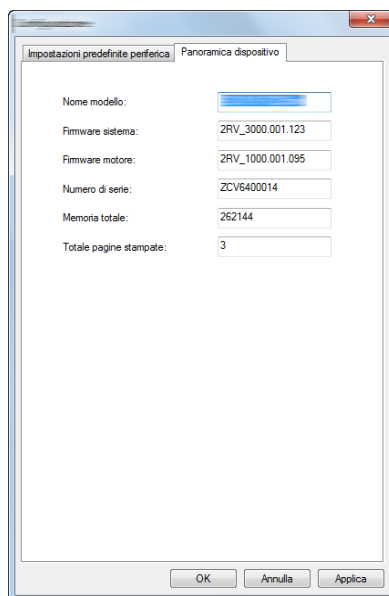 Impostazioni predefinite periferica Panoramica dispositivo
Nome modello:
Firmware sistema: 2RV_3000.001.123
Firmware motore: 2RV_1000.001.095
Numero di serie: ZCV6400014
Memoria totale: 262144
Totale pagine stampate: 3
OK Annulla Applica